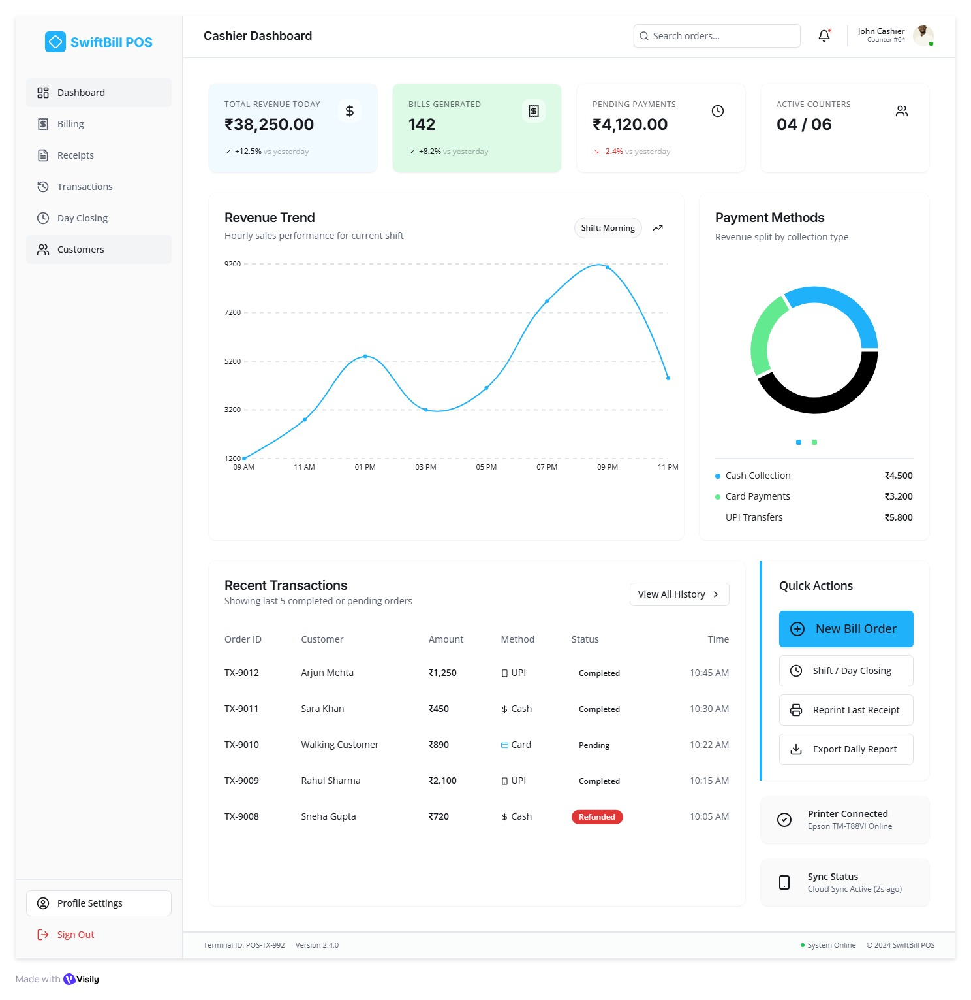 SwiftBill POS
Dashboard
Billing
Receipts
Transactions
Day Closing
Customers
Profile Settings
Sign Out
Cashier Dashboard
Search orders...
John Cashier
Counter #04
TOTAL REVENUE TODAY
₹38,250.00
+12.5% vs yesterday
BILLS GENERATED
142
+8.2% vs yesterday
PENDING PAYMENTS
₹4,120.00
-2.4% vs yesterday
ACTIVE COUNTERS
04 / 06
Revenue Trend
Hourly sales performance for current shift
Shift: Morning
9200
7200
5200
3200
1200
09 AM 11 AM 01 PM 03 PM 05 PM 07 PM 09 PM 11 PM
Payment Methods
Revenue split by collection type
Cash Collection ₹4,500
Card Payments ₹3,200
UPI Transfers ₹5,800
Recent Transactions
Showing last 5 completed or pending orders
View All History
Order ID Customer Amount Method Status Time
TX-9012 Arjun Mehta ₹1,250 UPI Completed 10:45 AM
TX-9011 Sara Khan ₹450 $ Cash Completed 10:30 AM
TX-9010 Walking Customer ₹890 Card Pending 10:22 AM
TX-9009 Rahul Sharma ₹2,100 UPI Completed 10:15 AM
TX-9008 Sneha Gupta ₹720 $ Cash Refunded 10:05 AM
Quick Actions
New Bill Order
Shift / Day Closing
Reprint Last Receipt
Export Daily Report
Printer Connected
Epson TM-T88VI Online
Sync Status
Cloud Sync Active (2s ago)
Terminal ID: POS-TX-992 Version 2.4.0
System Online © 2024 SwiftBill POS
Made with Visily